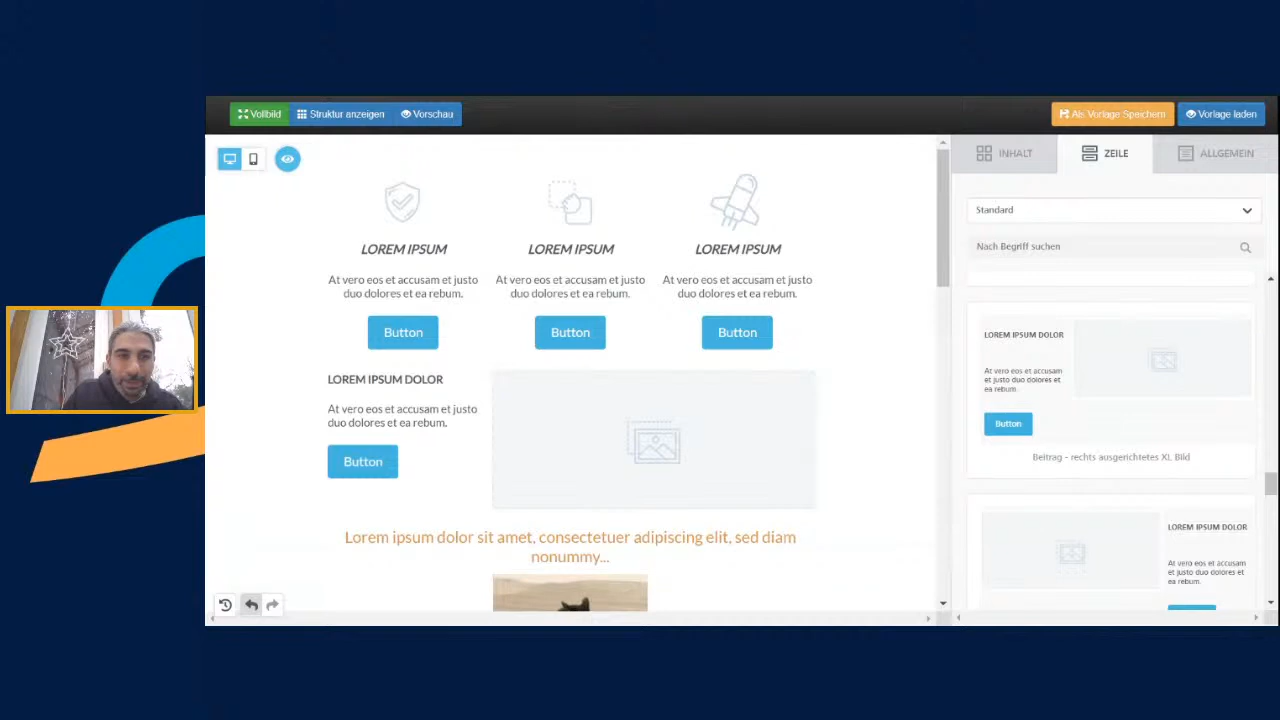 Vollbild
Struktur anzeigen
Vorschau
Als Vorlage Speichern
Vorlage laden
INHALT
ZEILE
ALLGEMEIN
Standard
Nach Begriff suchen
LOREM IPSUM
LOREM IPSUM
LOREM IPSUM
At vero eos et accusam et justo
duo dolores et ea rebum.
At vero eos et accusam et justo
duo dolores et ea rebum.
At vero eos et accusam et justo
duo dolores et ea rebum.
Button
Button
Button
LOREM IPSUM DOLOR
At vero eos et accusam et justo
duo dolores et ea rebum.
Button
Lorem ipsum dolor sit amet, consectetuer adipiscing elit, sed diam
nonummy...
LOREM IPSUM DOLOR
At vero eos et accusam
et justo duo dolores et
ea rebum.
Button
Beitrag - rechts ausgerichtetes XL Bild
LOREM IPSUM DOLOR
At vero eos et accusam
et justo duo dolores et
ea rebum.